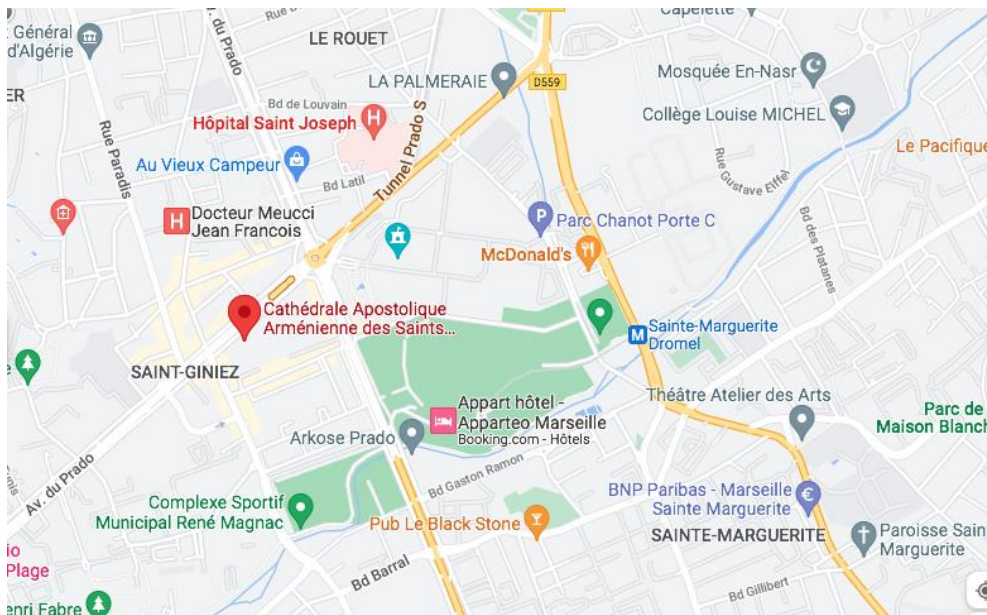 Général
d'Algérie
Av. du Prado
LE ROUET
Capelette
LA PALMERAIE
D559
Mosquée En-Nasr
ER
Bd de Louvain
Hôpital Saint Joseph
H
Collège Louise MICHEL
Rue Paradis
Au Vieux Campeur
Bd Latil
Tunnel Prado S
Rue Gustave Eiffel
Le Pacifique
H
Docteur Meucci
Jean Francois
P
Parc Chanot Porte C
Bd des Platanes
McDonald's
Cathédrale Apostolique
Arménienne des Saints...
M
Sainte-Marguerite
Dromel
SAINT-GINIEZ
Appart hôtel -
Apparteo Marseille
Booking.com - Hôtels
Théâtre Atelier des Arts
Parc de
Maison Blanch
Arkose Prado
Av. du Prado
Bd Gaston Ramon
Complexe Sportif
Municipal René Magnac
Pub Le Black Stone
BNP Paribas - Marseille
Sainte Marguerite
€
SAINTE-MARGUERITE
Paroisse Sain
Marguerite
io
Plage
Bd Barral
Bd Gillibert
enri Fabre